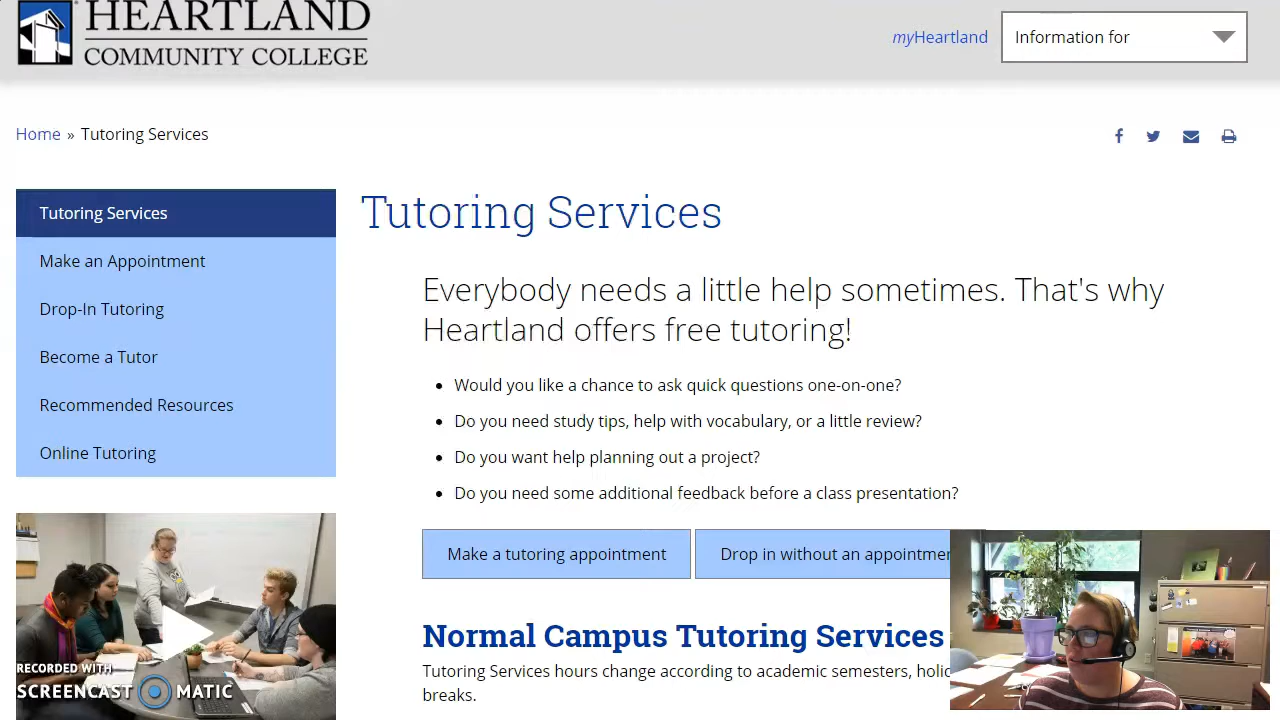 HEARTLAND
COMMUNITY COLLEGE
myHeartland
Information for
Home » Tutoring Services
Tutoring Services
Make an Appointment
Drop-In Tutoring
Become a Tutor
Recommended Resources
Online Tutoring
Tutoring Services
Everybody needs a little help sometimes. That's why
Heartland offers free tutoring!
Would you like a chance to ask quick questions one-on-one?
Do you need study tips, help with vocabulary, or a little review?
Do you want help planning out a project?
Do you need some additional feedback before a class presentation?
Make a tutoring appointment
Drop in without an
Normal Campus Tutoring Services
Tutoring Services hours change according to academic semesters,
breaks.
RECORDED WITH
SCREENCAST MATIC